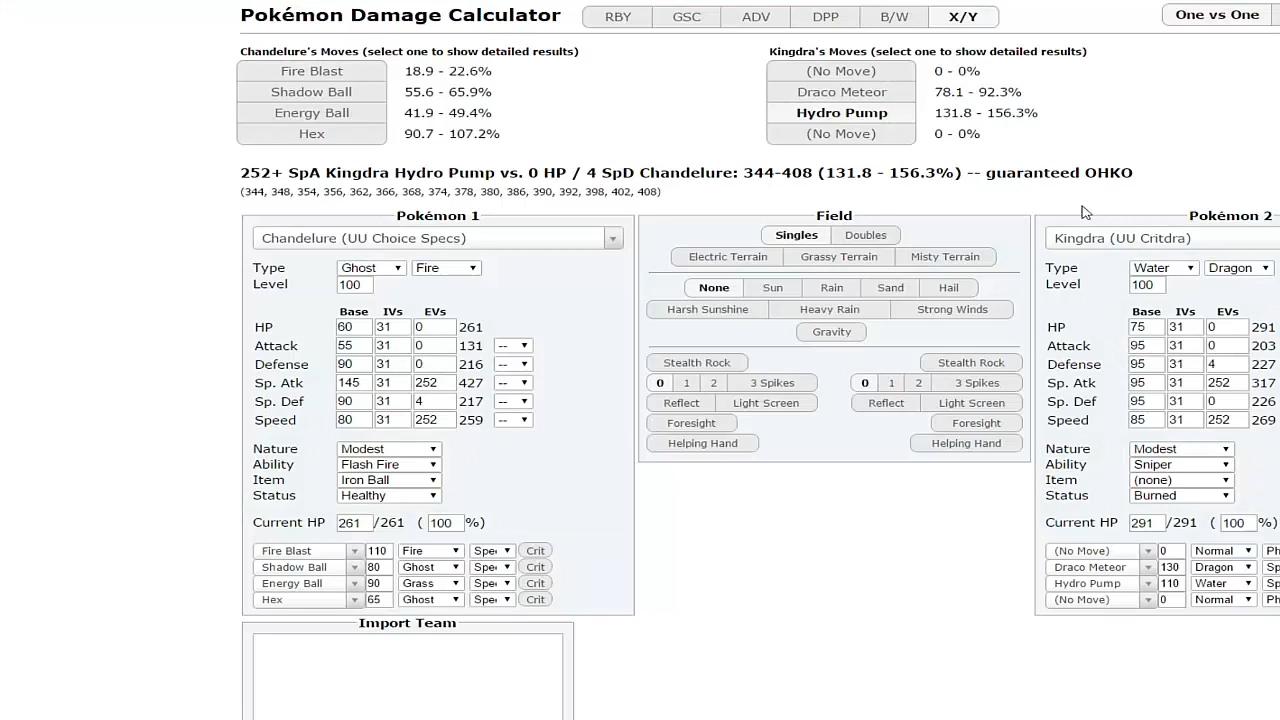 Pokémon Damage Calculator RBY GSC ADV DPP B/W X/Y One vs One
Chandelure's Moves (select one to show detailed results) Kingdra's Moves (select one to show detailed results)
Fire Blast 18.9 - 22.6% (No Move) 0 - 0%
Shadow Ball 55.6 - 65.9% Draco Meteor 78.1 - 92.3%
Energy Ball 41.9 - 49.4% Hydro Pump 131.8 - 156.3%
Hex 90.7 - 107.2% (No Move) 0 - 0%
252+ SpA Kingdra Hydro Pump vs. 0 HP / 4 SpD Chandelure: 344-408 (131.8 - 156.3%) -- guaranteed OHKO
(344, 348, 354, 356, 362, 366, 368, 374, 378, 380, 386, 390, 392, 398, 402, 408)
Pokémon 1
Chandelure (UU Choice Specs)
Type Ghost Fire
Level 100
Base IVs EVs
HP 60 31 0 261
Attack 55 31 0 131 --
Defense 90 31 0 216 --
Sp. Atk 145 31 252 427 --
Sp. Def 90 31 4 217 --
Speed 80 31 252 259 --
Nature Modest
Ability Flash Fire
Item Iron Ball
Status Healthy
Current HP 261 /261 ( 100 %)
Fire Blast 110 Fire Spe Crit
Shadow Ball 80 Ghost Spe Crit
Energy Ball 90 Grass Spe Crit
Hex 65 Ghost Spe Crit
Import Team
Field
Singles Doubles
Electric Terrain Grassy Terrain Misty Terrain
None Sun Rain Sand Hail
Harsh Sunshine Heavy Rain Strong Winds
Gravity
Stealth Rock Stealth Rock
0 1 2 3 Spikes 0 1 2 3 Spikes
Reflect Light Screen Reflect Light Screen
Foresight Foresight
Helping Hand Helping Hand
Pokémon 2
Kingdra (UU Critdra)
Type Water Dragon
Level 100
Base IVs EVs
HP 75 31 0 291
Attack 95 31 0 203
Defense 95 31 4 227
Sp. Atk 95 31 252 317
Sp. Def 95 31 0 226
Speed 85 31 252 269
Nature Modest
Ability Sniper
Item (none)
Status Burned
Current HP 291 /291 ( 100 %)
(No Move) 0 Normal Ph
Draco Meteor 130 Dragon Sp
Hydro Pump 110 Water Sp
(No Move) 0 Normal Ph